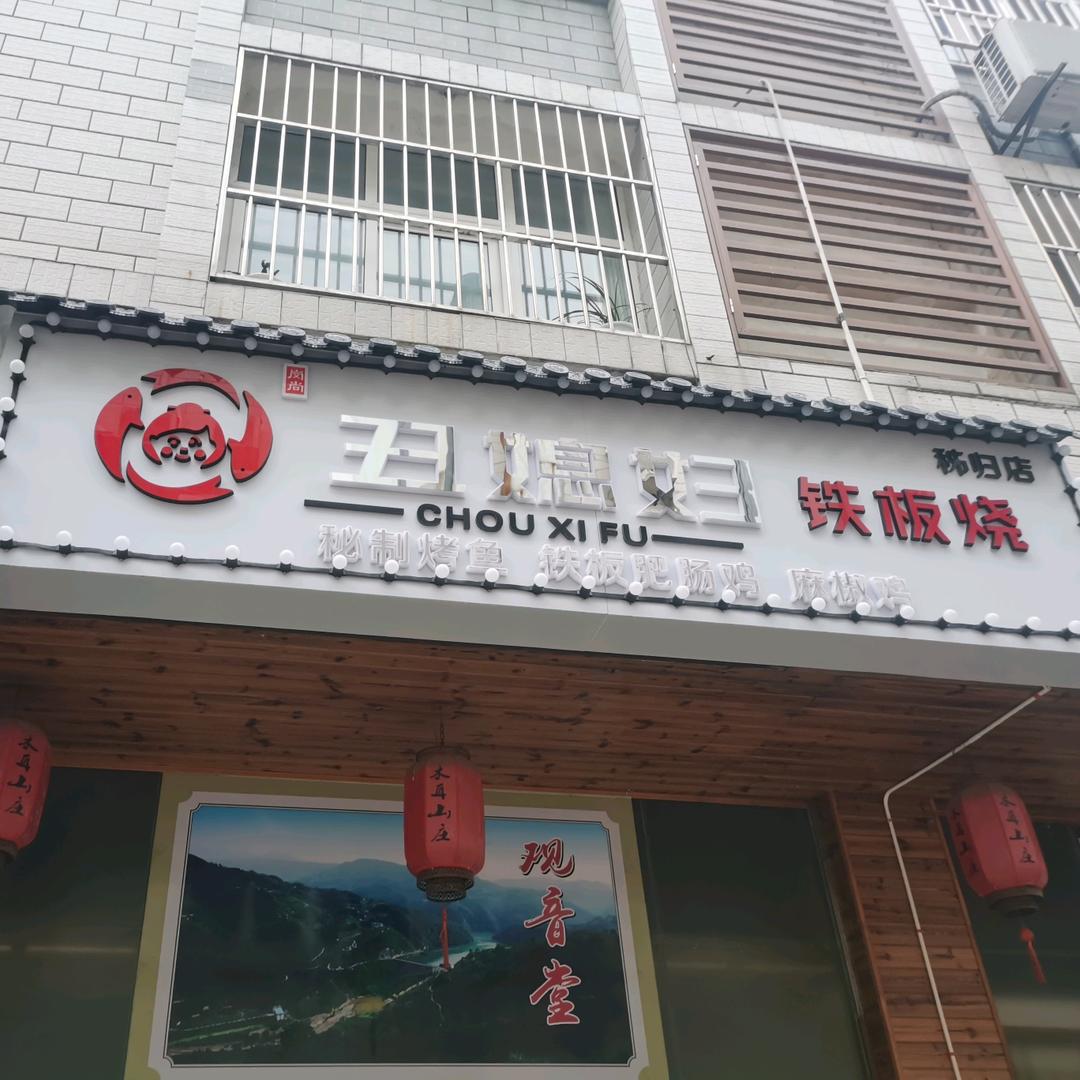 岗尚
丑媳妇
CHOU XI FU
秭归店
铁板烧
秘制烤鱼 铁板肥肠鸡 麻椒鸡
木耳山庄
木耳山庄
木耳山庄
观音堂